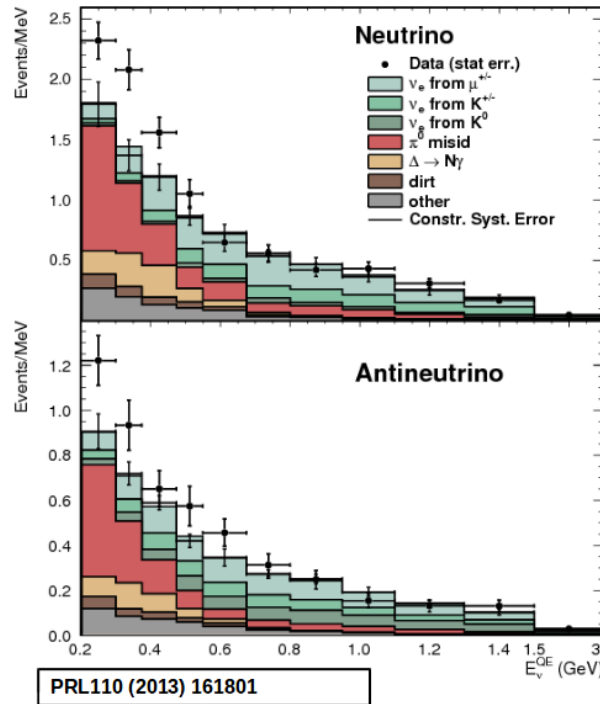 Events/MeV
2.5
2.0
1.5
1.0
0.5
Neutrino
Data (stat err.)
νe from μ+/-
νe from K+/-
νe from K0
π0 misid
Δ → Nγ
dirt
other
Constr. Syst. Error
Events/MeV
1.2
1.0
0.8
0.6
0.4
0.2
0.0
Antineutrino
0.2 0.4 0.6 0.8 1.0 1.2 1.4 1.5 3
EνQE (GeV)
PRL110 (2013) 161801